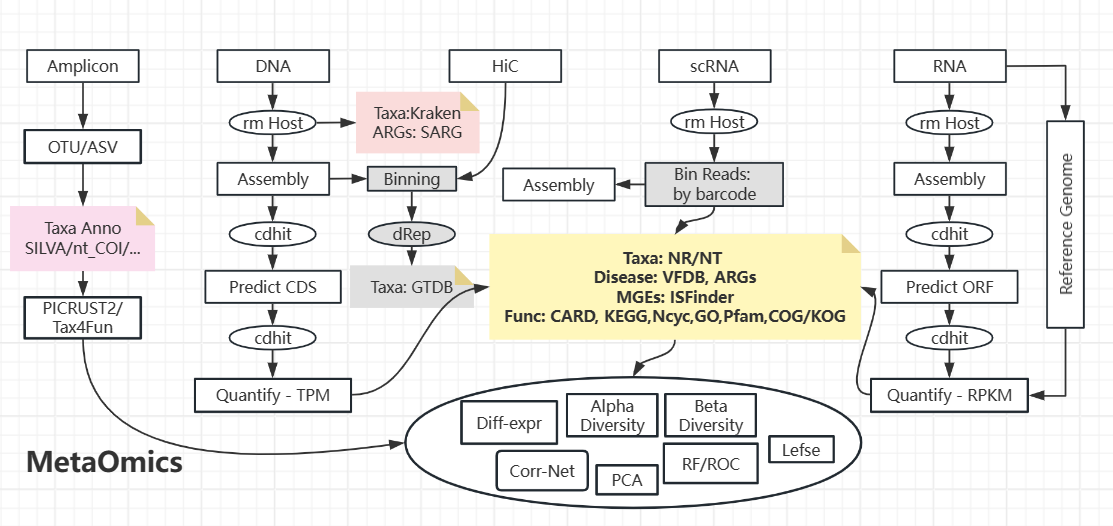 Amplicon
OTU/ASV
Taxa Anno
SILVA/nt_COI/...
PICRUST2/
Tax4Fun
DNA
rm Host
Taxa:Kraken
ARGs: SARG
Assembly
cdhit
Predict CDS
cdhit
Quantify - TPM
HiC
Binning
dRep
Taxa: GTDB
scRNA
rm Host
Bin Reads:
by barcode
Assembly
RNA
rm Host
Assembly
cdhit
Predict ORF
cdhit
Quantify - RPKM
Reference Genome
Taxa: NR/NT
Disease: VFDB, ARGs
MGEs: ISFinder
Func: CARD, KEGG,Ncyc,GO,Pfam,COG/KOG
Diff-expr
Alpha
Diversity
Beta
Diversity
Lefse
Corr-Net
PCA
RF/ROC
MetaOmics